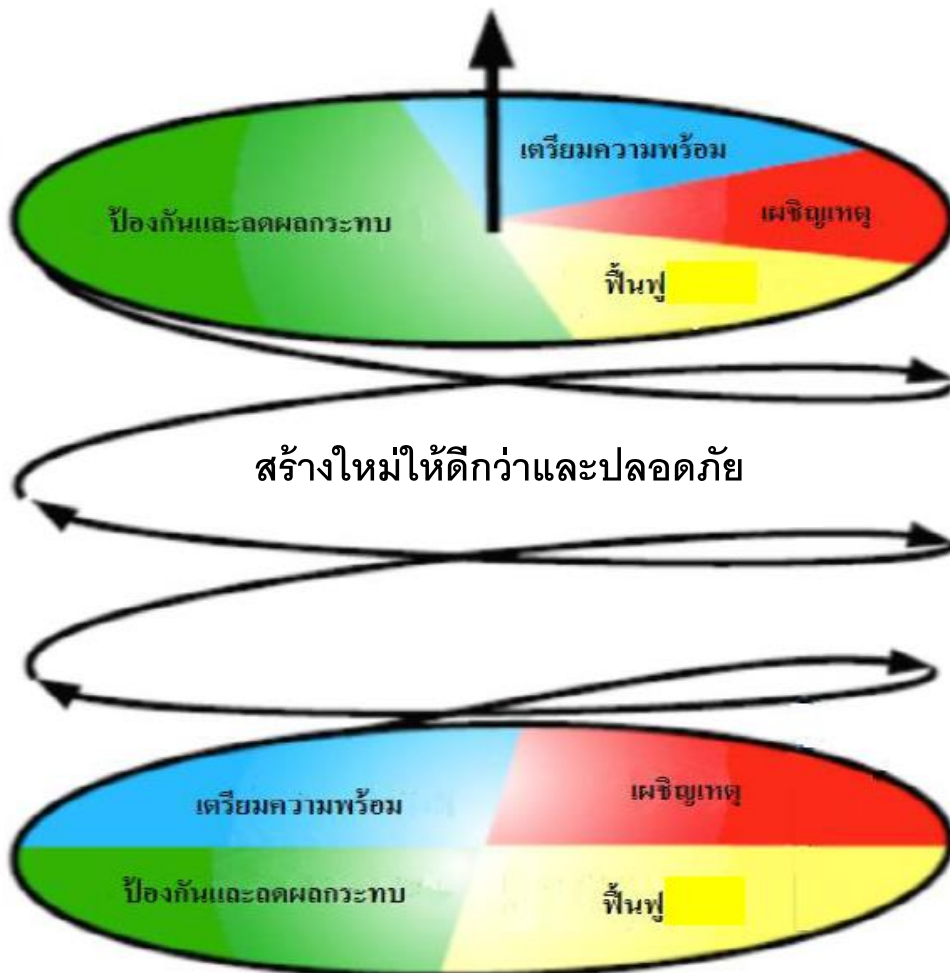 เตรียมความพร้อม
ป้องกันและลดผลกระทบ
เผชิญเหตุ
ฟื้นฟู
สร้างใหม่ให้ดีกว่าและปลอดภัย
เตรียมความพร้อม
เผชิญเหตุ
ป้องกันและลดผลกระทบ
ฟื้นฟู